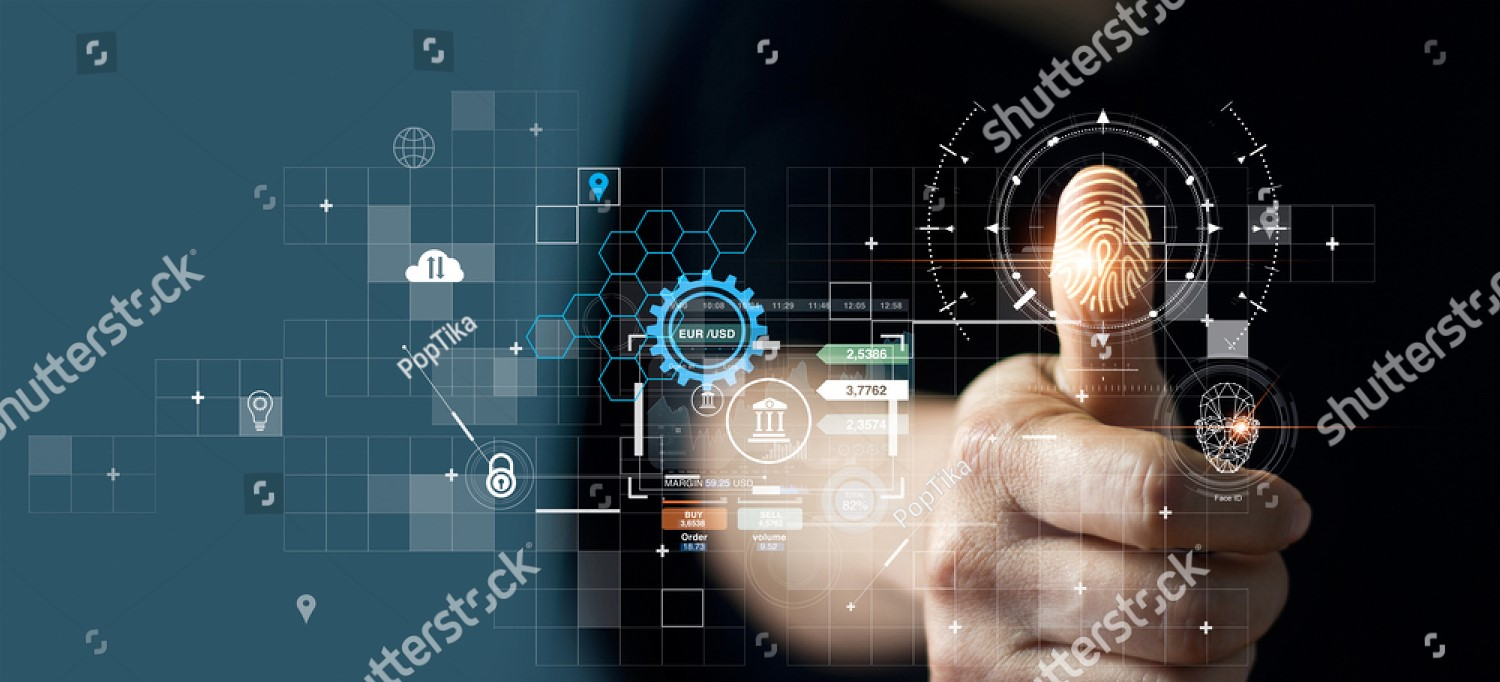 shutterstock
shutterstock
PopTika
10:08
11:29
11:46
12:05
12:58
EUR /USD
2,5386
3,7762
2,3574
shutterstock
MARGIN 59.25 USD
TOTAL
82%
PopTika
BUY
3,6538
SELL
4,5762
Order
18.73
volume
9.52
Face ID
shutterstock
shutterstock